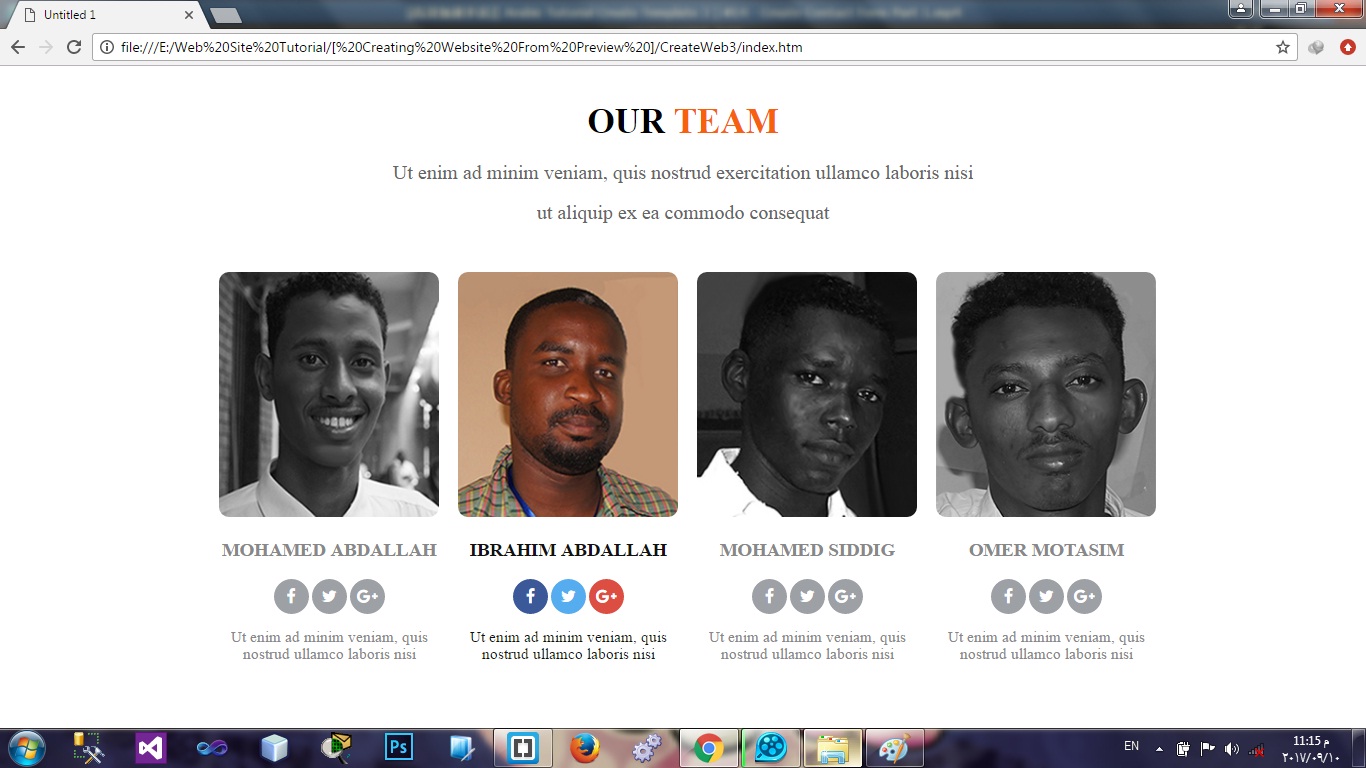 Untitled 1
file:///E:/Web%20Site%20Tutorial/[%20Creating%20Website%20From%20Preview%20]/CreateWeb3/index.htm
OUR TEAM
Ut enim ad minim veniam, quis nostrud exercitation ullamco laboris nisi
ut aliquip ex ea commodo consequat
MOHAMED ABDALLAH
IBRAHIM ABDALLAH
MOHAMED SIDDIG
OMER MOTASIM
f
G+
f
G+
f
G+
f
G+
Ut enim ad minim veniam, quis
nostrud ullamco laboris nisi
Ut enim ad minim veniam, quis
nostrud ullamco laboris nisi
Ut enim ad minim veniam, quis
nostrud ullamco laboris nisi
Ut enim ad minim veniam, quis
nostrud ullamco laboris nisi
Ps
EN
11:15 م
٢٠١٧/٠٩/١٠